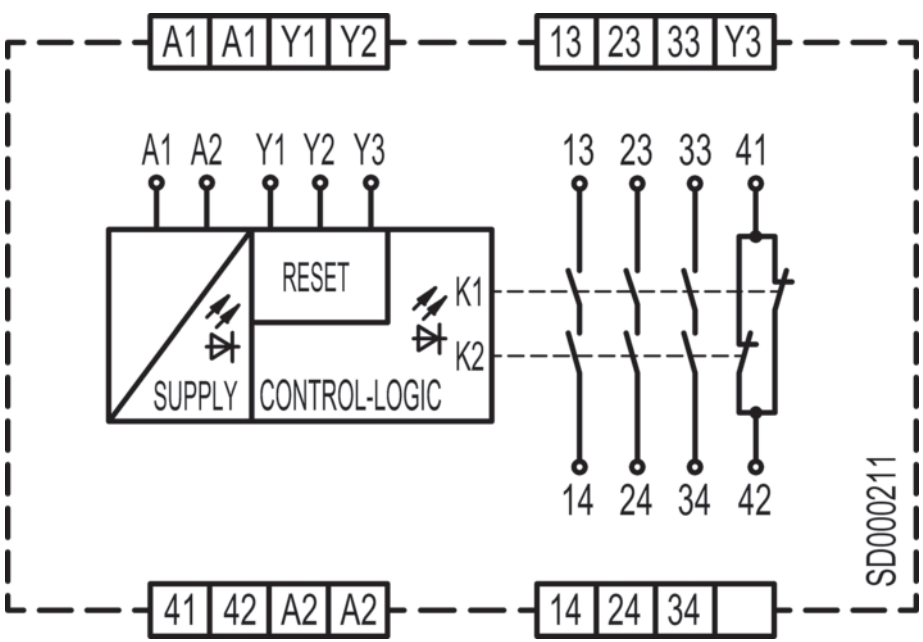 A1 A1 Y1 Y2 13 23 33 Y3
A1 A2 Y1 Y2 Y3 13 23 33 41
RESET
K1
K2
SUPPLY CONTROL-LOGIC
14 24 34 42
SD000211
41 42 A2 A2 14 24 34